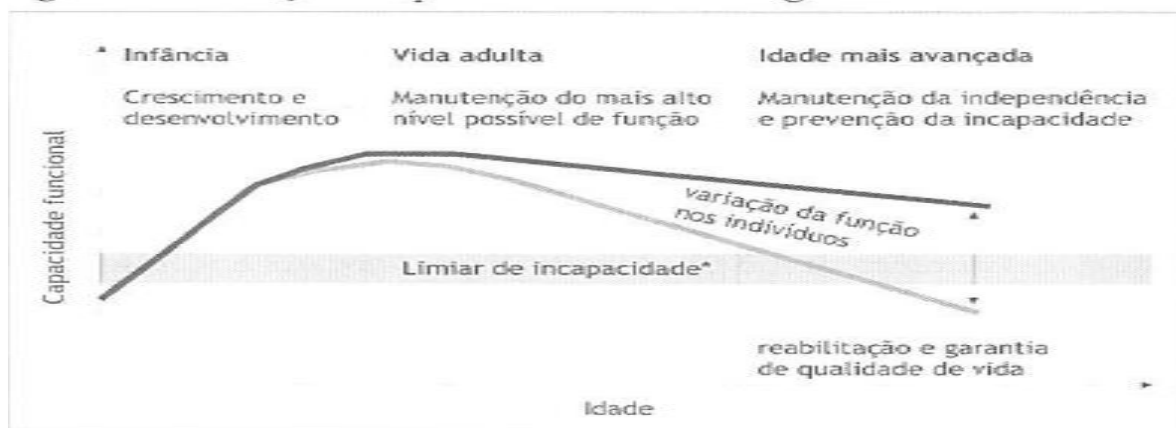 Infância
Crescimento e
desenvolvimento
Vida adulta
Manutenção do mais alto
nível possível de função
Idade mais avançada
Manutenção da independência
e prevenção da incapacidade
Capacidade funcional
variação da função
nos indivíduos
Limiar de incapacidade*
reabilitação e garantia
de qualidade de vida
Idade